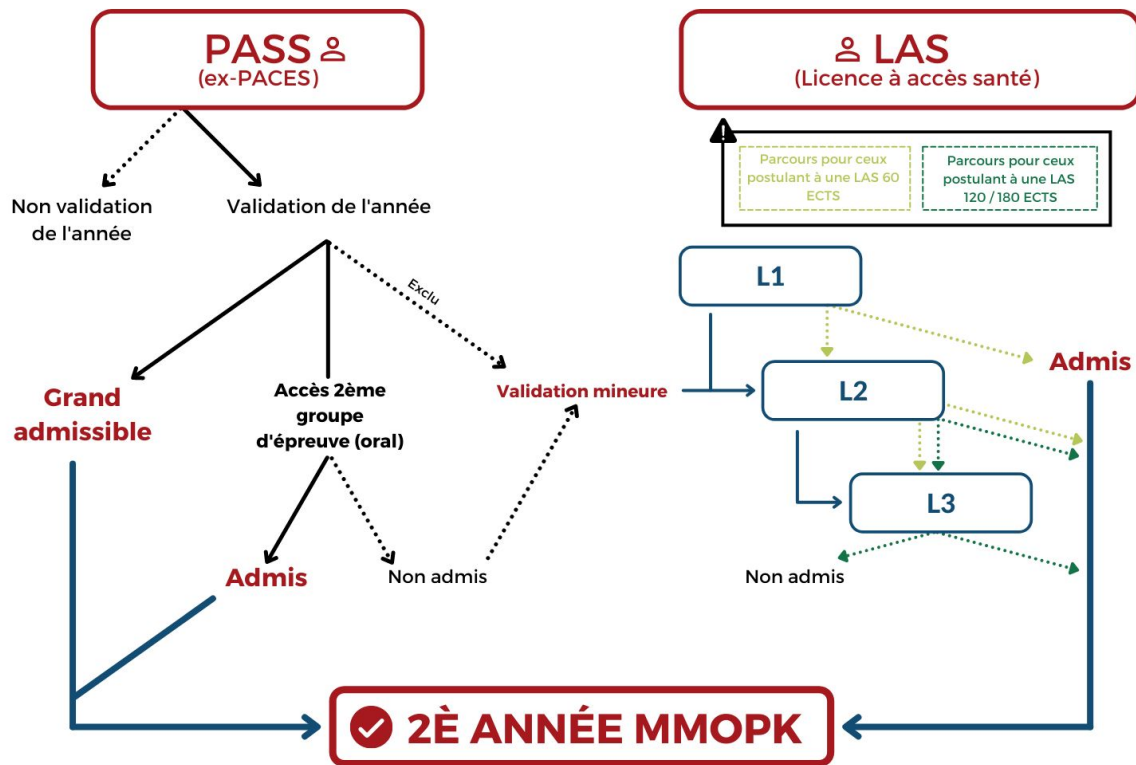 PASS
(ex-PACES)
LAS
(Licence à accès santé)
Parcours pour ceux
postulant à une LAS 60
ECTS
Parcours pour ceux
postulant à une LAS
120 / 180 ECTS
Non validation
de l'année
Validation de l'année
Exclu
L1
Grand
admissible
Accès 2ème
groupe
d'épreuve (oral)
Validation mineure
L2
Admis
L3
Admis
Non admis
Non admis
2È ANNÉE MMOPK